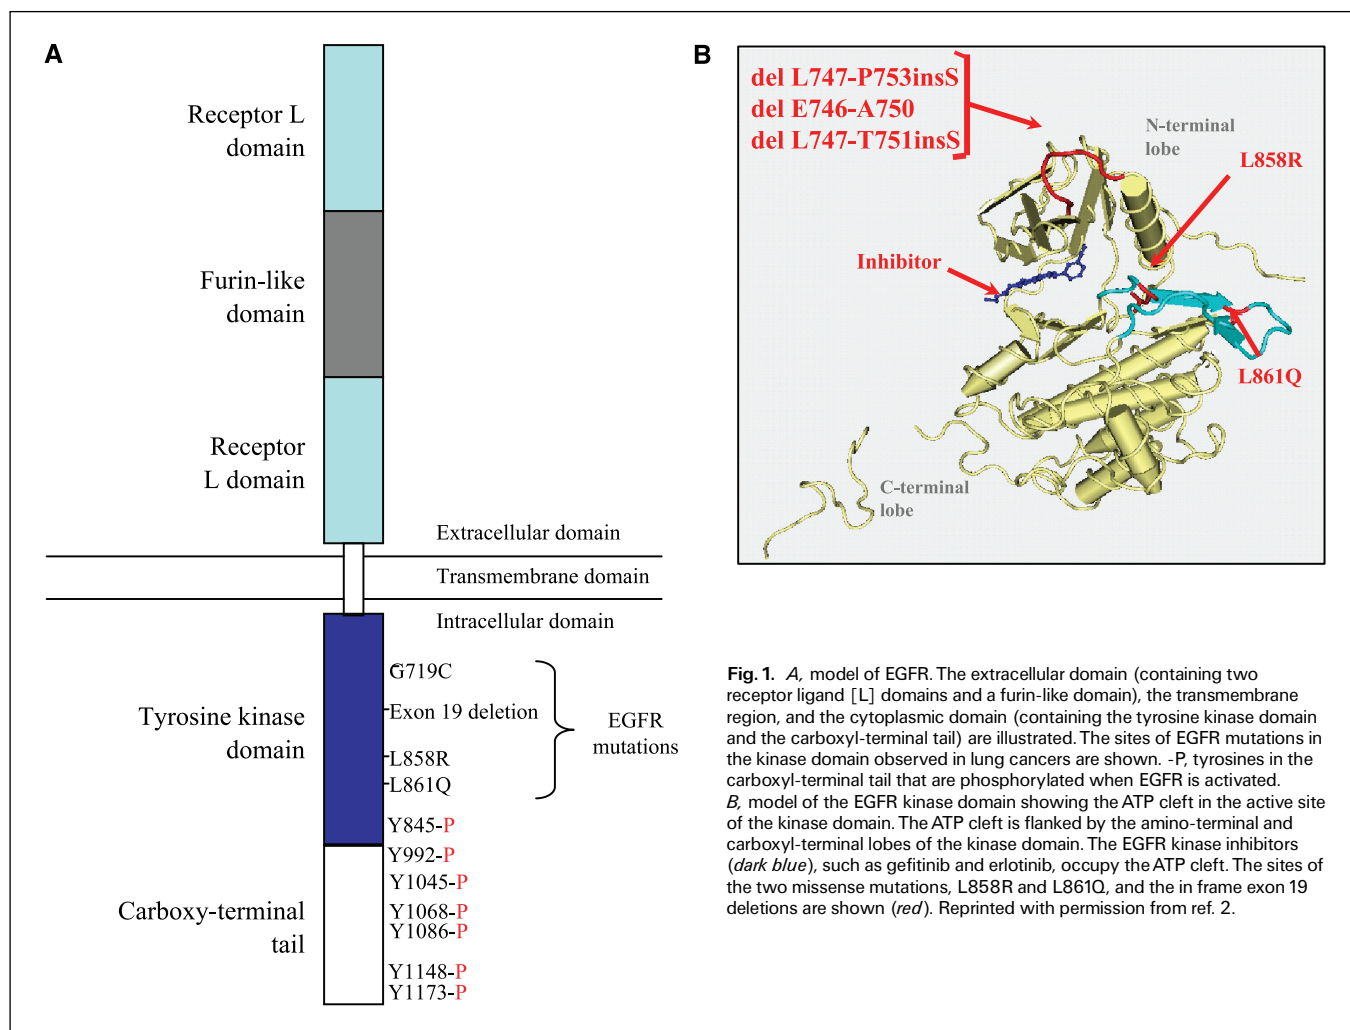 A
Receptor L
domain
Furin-like
domain
Receptor
L domain
Extracellular domain
Transmembrane domain
Intracellular domain
Tyrosine kinase
domain
G719C
Exon 19 deletion
L858R
L861Q
EGFR
mutations
Y845-P
Y992-P
Y1045-P
Y1068-P
Y1086-P
Y1148-P
Y1173-P
Carboxy-terminal
tail
B
del L747-P753insS
del E746-A750
del L747-T751insS
N-terminal
lobe
L858R
Inhibitor
L861Q
C-terminal
lobe
Fig. 1. A, model of EGFR. The extracellular domain (containing two
receptor ligand [L] domains and a furin-like domain), the transmembrane
region, and the cytoplasmic domain (containing the tyrosine kinase domain
and the carboxyl-terminal tail) are illustrated. The sites of EGFR mutations in
the kinase domain observed in lung cancers are shown. -P, tyrosines in the
carboxyl-terminal tail that are phosphorylated when EGFR is activated.
B, model of the EGFR kinase domain showing the ATP cleft in the active site
of the kinase domain. The ATP cleft is flanked by the amino-terminal and
carboxyl-terminal lobes of the kinase domain. The EGFR kinase inhibitors
(dark blue), such as gefitinib and erlotinib, occupy the ATP cleft. The sites of
the two missense mutations, L858R and L861Q, and the in frame exon 19
deletions are shown (red). Reprinted with permission from ref. 2.